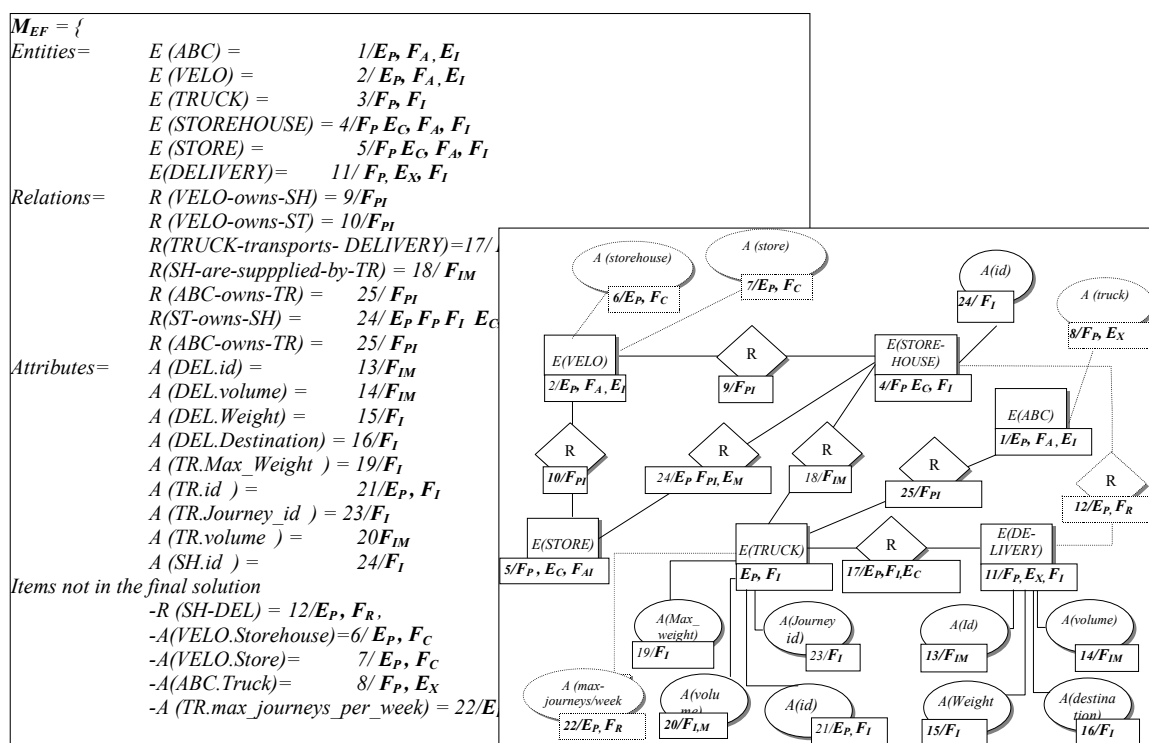 M_EF = {
Entities= E (ABC) = 1/E_P, F_A, E_I
E (VELO) = 2/ E_P, F_A, E_I
E (TRUCK) = 3/F_P, F_I
E (STOREHOUSE) = 4/F_P E_C, F_A, F_I
E (STORE) = 5/F_P E_C, F_A, F_I
E(DELIVERY)= 11/ F_P, E_X, F_I
Relations= R (VELO-owns-SH) = 9/F_PI
R (VELO-owns-ST) = 10/F_PI
R(TRUCK-transports- DELIVERY)=17/
R(SH-are-suppplied-by-TR) = 18/ F_IM
R (ABC-owns-TR) = 25/ F_PI
R(ST-owns-SH) = 24/ E_P F_P F_I E_C
R (ABC-owns-TR) = 25/ F_PI
Attributes= A (DEL.id) = 13/F_IM
A (DEL.volume) = 14/F_IM
A (DEL.Weight) = 15/F_I
A (DEL.Destination) = 16/F_I
A (TR.Max_Weight ) = 19/F_I
A (TR.id ) = 21/E_P, F_I
A (TR.Journey_id ) = 23/F_I
A (TR.volume ) = 20F_IM
A (SH.id ) = 24/F_I
Items not in the final solution
-R (SH-DEL) = 12/E_P, F_R,
-A(VELO.Storehouse)=6/ E_P, F_C
-A(VELO.Store)= 7/ E_P, F_C
-A(ABC.Truck)= 8/ F_P, E_X
-A (TR.max_journeys_per_week) = 22/E
A (storehouse)
6/E_P, F_C
A (store)
7/E_P, F_C
A(id)
24/ F_I
A (truck)
8/F_P, E_X
E(VELO)
2/E_P, F_A, E_I
R
9/F_PI
E(STORE-
HOUSE)
4/F_P E_C, F_I
E(ABC)
1/E_P, F_A, E_I
R
10/F_PI
R
24/E_P F_PI, E_M
R
18/F_IM
R
25/F_PI
R
12/E_P, F_R
E(STORE)
5/F_P, E_C, F_AI
E(TRUCK)
E_P, F_I
R
17/E_P,F_I,E_C
E(DE-
LIVERY)
11/F_P, E_X, F_I
A(Max_
weight)
19/F_I
A(Journey
id)
23/F_I
A(Id)
13/F_IM
A(volume)
14/F_IM
A (max-
journeys/week
22/E_P, F_R
A(volu
me)
20/F_I,M
A(id)
21/E_P, F_I
A(Weight
15/F_I
A(destina
tion)
16/F_I